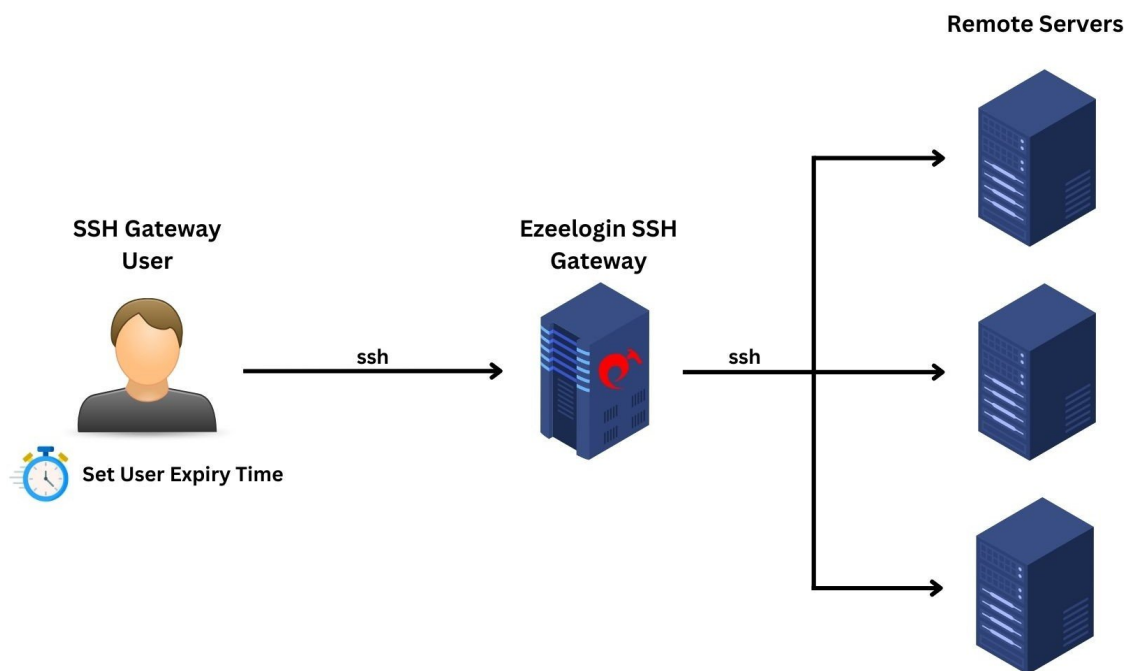 Remote Servers
SSH Gateway
User
Ezeelogin SSH
Gateway
ssh
ssh
Set User Expiry Time